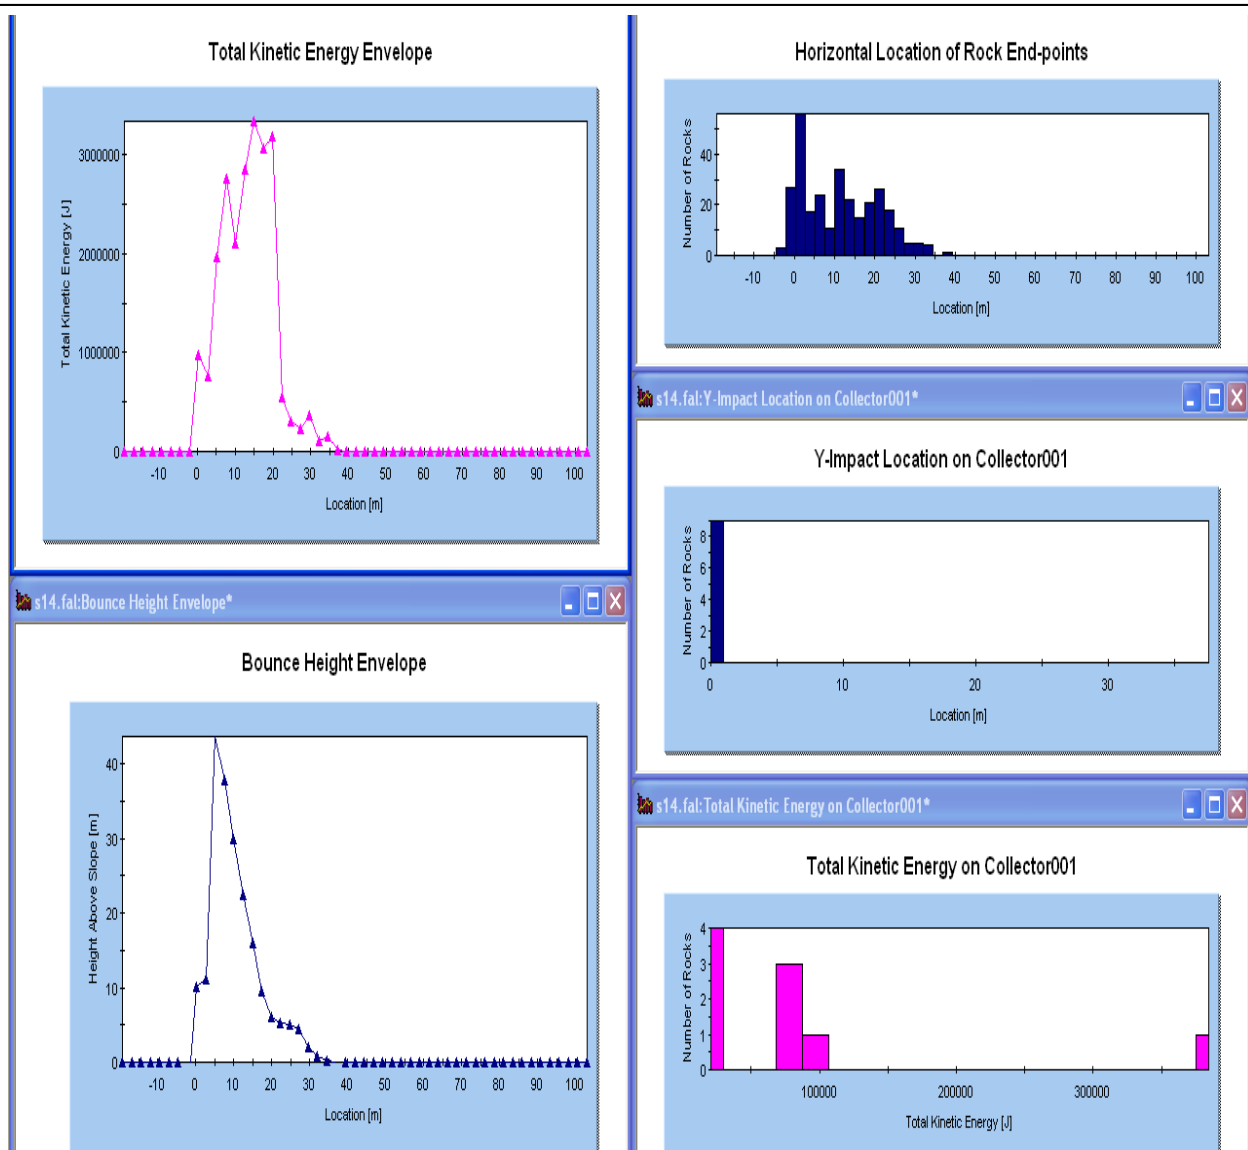 Total Kinetic Energy Envelope
Total Kinetic Energy [J]
3000000
2000000
1000000
0
-10 0 10 20 30 40 50 60 70 80 90 100
Location [m]
s14.fal:Bounce Height Envelope*
Bounce Height Envelope
Height Above Slope [m]
40
30
20
10
0
-10 0 10 20 30 40 50 60 70 80 90 100
Location [m]
Horizontal Location of Rock End-points
Number of Rocks
40
20
0
-10 0 10 20 30 40 50 60 70 80 90 100
Location [m]
s14.fal:Y-Impact Location on Collector001*
Y-Impact Location on Collector001
Number of Rocks
8
6
4
2
0
0 10 20 30
Location [m]
s14.fal:Total Kinetic Energy on Collector001*
Total Kinetic Energy on Collector001
Number of Rocks
4
3
2
1
0
100000 200000 300000
Total Kinetic Energy [J]